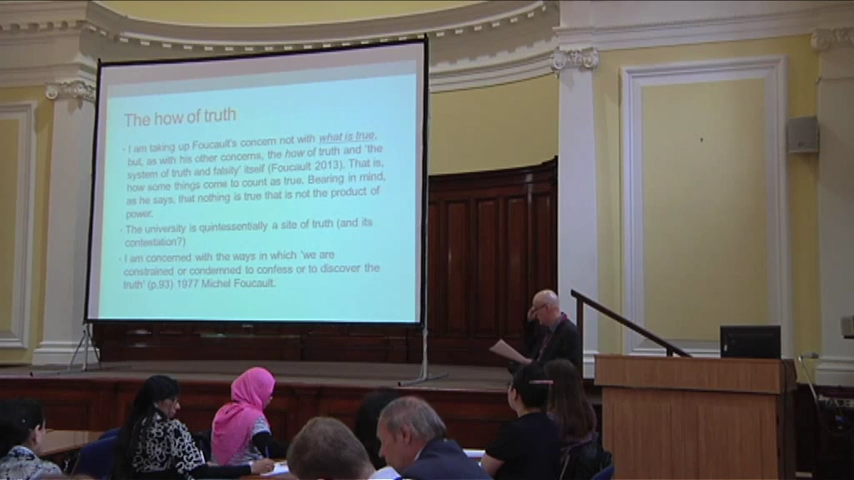 The how of truth
· I am taking up Foucault's concern not with what is true,
but, as with his other concerns, the how of truth and 'the
system of truth and falsity' itself (Foucault 2013). That is,
how some things come to count as true. Bearing in mind,
as he says, that nothing is true that is not the product of
power.
· The university is quintessentially a site of truth (and its
contestation?)
· I am concerned with the ways in which 'we are
constrained or condemned to confess or to discover the
truth' (p.93) 1977 Michel Foucault.